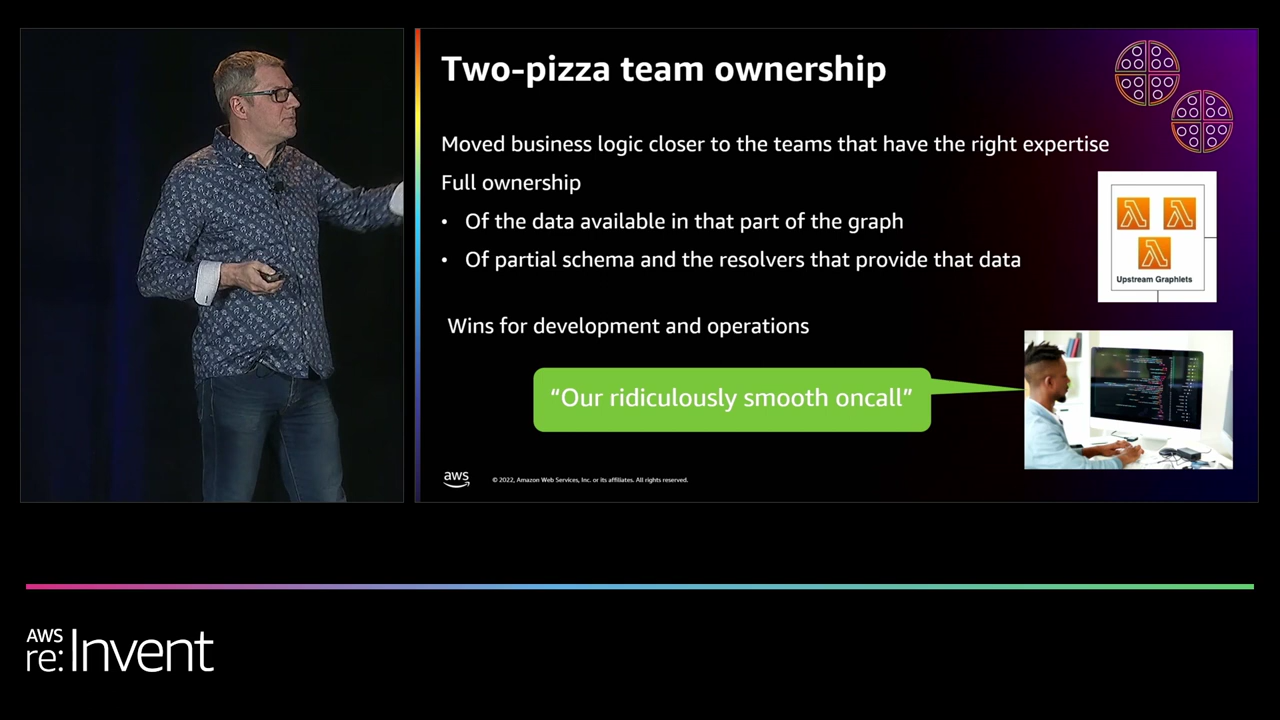 Two-pizza team ownership
Moved business logic closer to the teams that have the right expertise
Full ownership
• Of the data available in that part of the graph
• Of partial schema and the resolvers that provide that data
Upstream Graphlets
Wins for development and operations
“Our ridiculously smooth oncall”
aws
© 2022, Amazon Web Services, Inc. or its affiliates. All rights reserved.
AWS
re:Invent